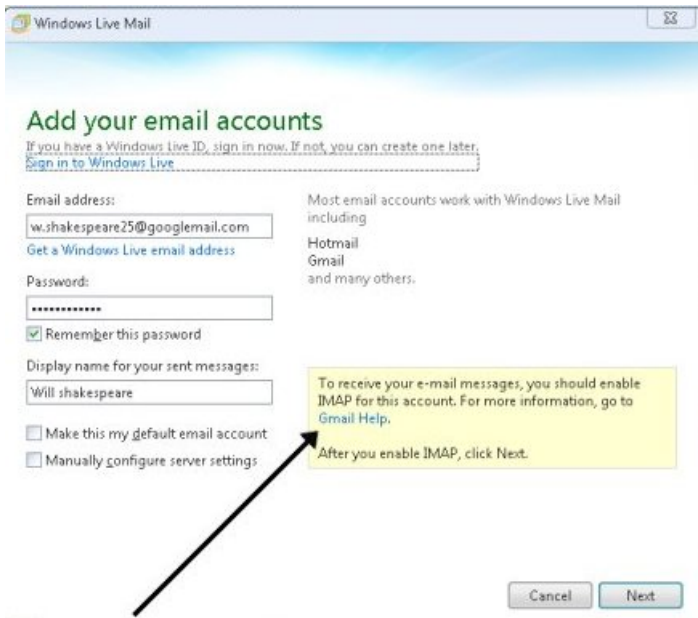 Windows Live Mail
Add your email accounts
If you have a Windows Live ID, sign in now. If not, you can create one later.
Sign in to Windows Live
Email address:
w.shakespeare25@googlemail.com
Get a Windows Live email address
Password:
••••••••••••
Remember this password
Display name for your sent messages:
Will shakespeare
Make this my default email account
Manually configure server settings
Most email accounts work with Windows Live Mail
including
Hotmail
Gmail
and many others.
To receive your e-mail messages, you should enable
IMAP for this account. For more information, go to
Gmail Help.
After you enable IMAP, click Next.
Cancel
Next